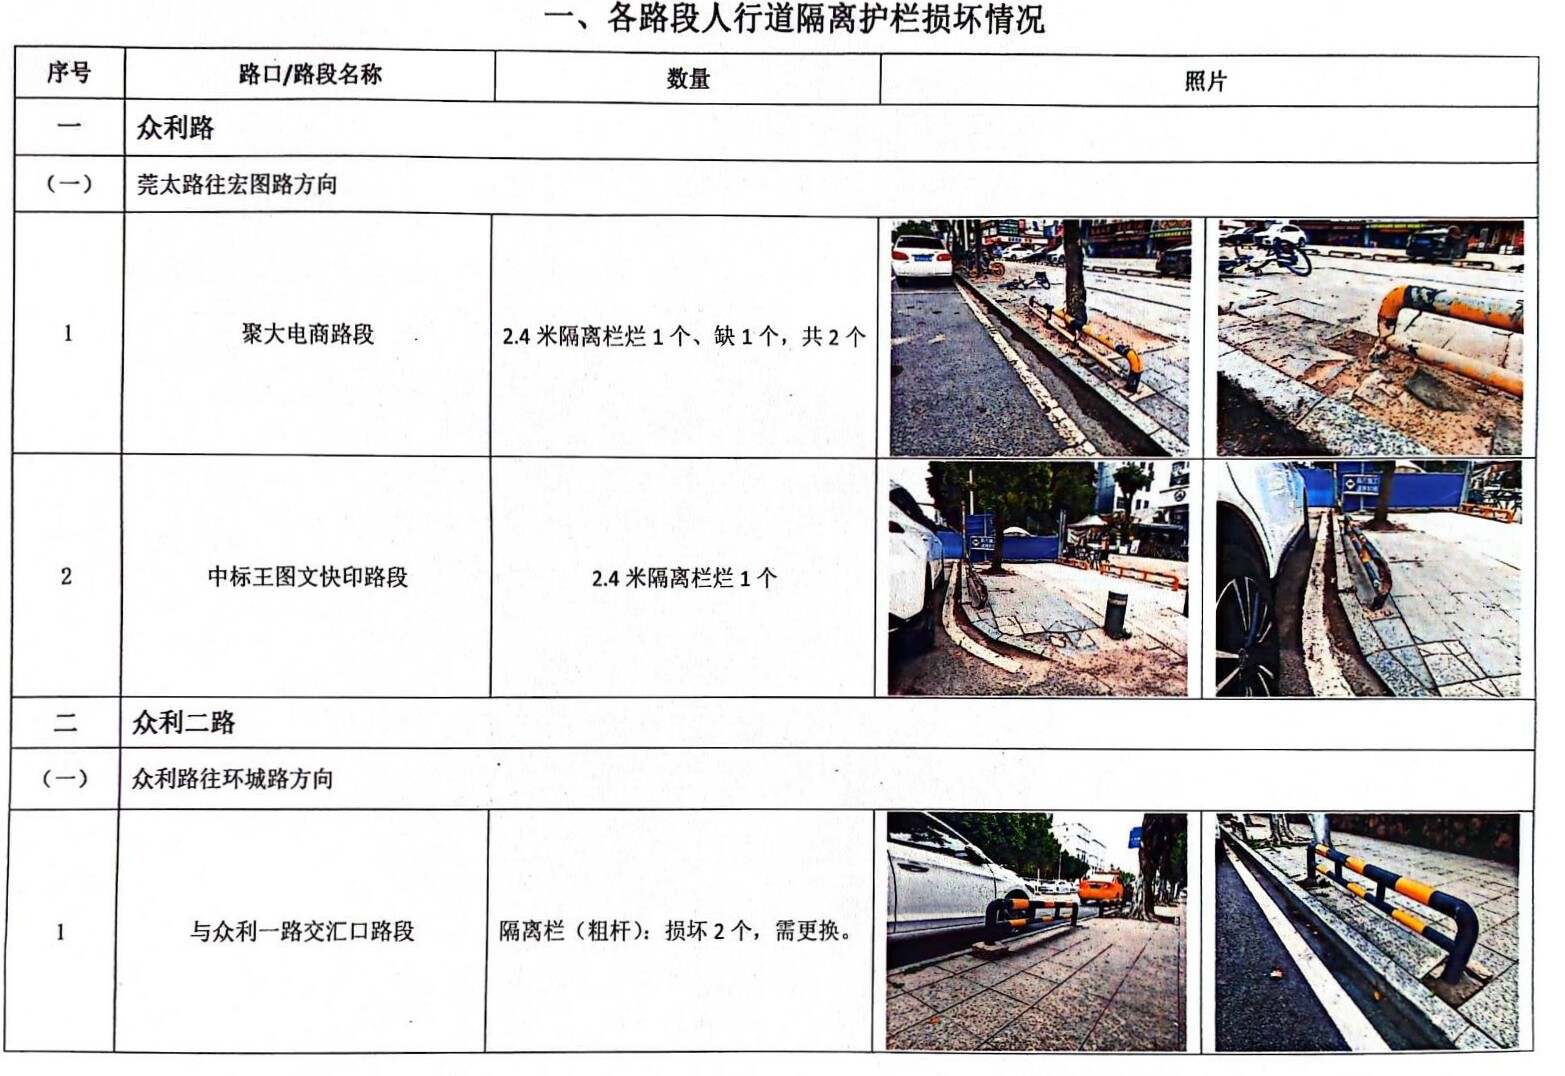 一、各路段人行道隔离护栏损坏情况
序号 路口/路段名称 数量 照片
一 众利路
（一） 莞太路往宏图路方向
1 聚大电商路段 2.4 米隔离栏烂 1 个、缺 1 个，共 2 个
2 中标王图文快印路段 2.4 米隔离栏烂 1 个
二 众利二路
（一） 众利路往环城路方向
1 与众利一路交汇口路段 隔离栏（粗杆）：损坏 2 个，需更换。